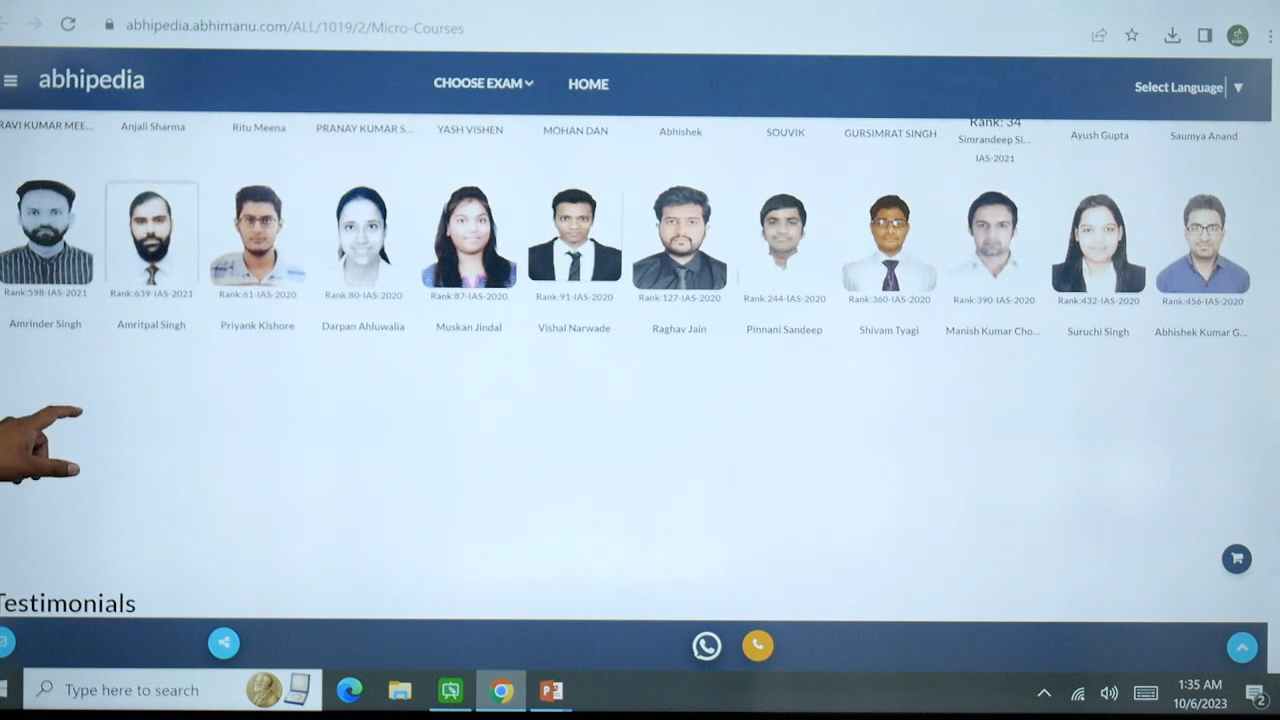 abhipedia.abhimanu.com/ALL/1019/2/Micro-Courses
abhipedia
CHOOSE EXAM
HOME
Select Language
RAVI KUMAR MEE...
Anjali Sharma
Ritu Meena
PRANAY KUMAR S...
YASH VISHEN
MOHAN DAN
Abhishek
SOUVIK
GURSIMRAT SINGH
Rank: 34
Simrandeep Si...
IAS-2021
Ayush Gupta
Saumya Anand
Rank:598-IAS-2021
Rank:639-IAS-2021
Rank:61-IAS-2020
Rank:80-IAS-2020
Rank:87-IAS-2020
Rank:91-IAS-2020
Rank:127-IAS-2020
Rank:244-IAS-2020
Rank:360-IAS-2020
Rank:390-IAS-2020
Rank:432-IAS-2020
Rank:456-IAS-2020
Amrinder Singh
Amritpal Singh
Priyank Kishore
Darpan Ahluwalia
Muskan Jindal
Vishal Narwade
Raghav Jain
Pinnani Sandeep
Shivam Tyagi
Manish Kumar Cho...
Suruchi Singh
Abhishek Kumar G...
Testimonials
Type here to search
1:35 AM
10/6/2023
2